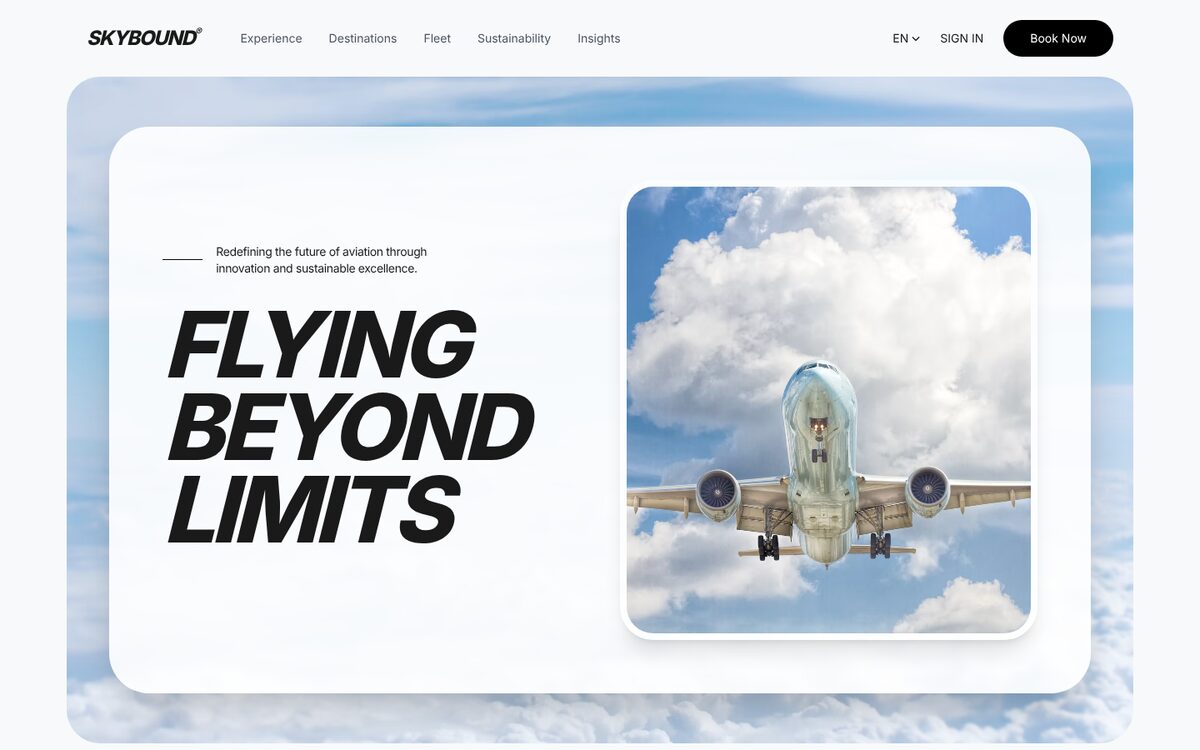 SKYBOUND®
Experience
Destinations
Fleet
Sustainability
Insights
EN
SIGN IN
Book Now
Redefining the future of aviation through
innovation and sustainable excellence.
FLYING
BEYOND
LIMITS